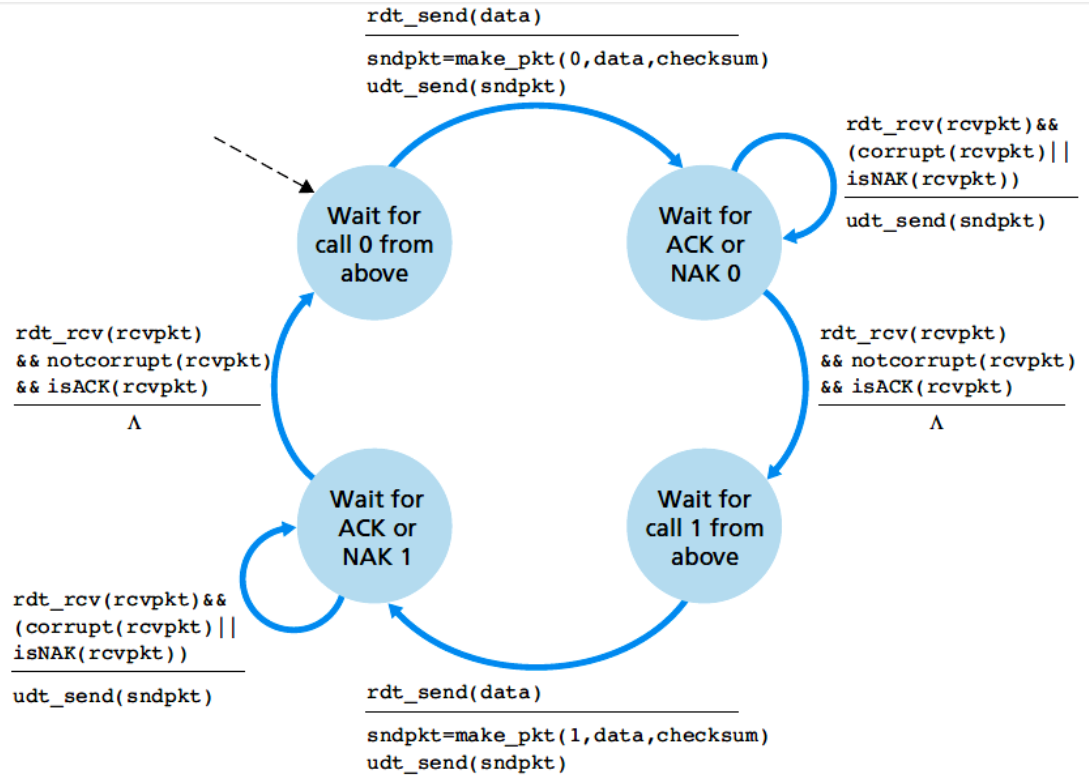 rdt_send(data)
sndpkt=make_pkt(0,data,checksum)
udt_send(sndpkt)
rdt_rcv(rcvpkt)&&
(corrupt(rcvpkt)||
isNAK(rcvpkt))
udt_send(sndpkt)
Wait for
call 0 from
above
Wait for
ACK or
NAK 0
rdt_rcv(rcvpkt)
&& notcorrupt(rcvpkt)
&& isACK(rcvpkt)
Λ
rdt_rcv(rcvpkt)
&& notcorrupt(rcvpkt)
&& isACK(rcvpkt)
Λ
Wait for
ACK or
NAK 1
Wait for
call 1 from
above
rdt_rcv(rcvpkt)&&
(corrupt(rcvpkt)||
isNAK(rcvpkt))
udt_send(sndpkt)
rdt_send(data)
sndpkt=make_pkt(1,data,checksum)
udt_send(sndpkt)